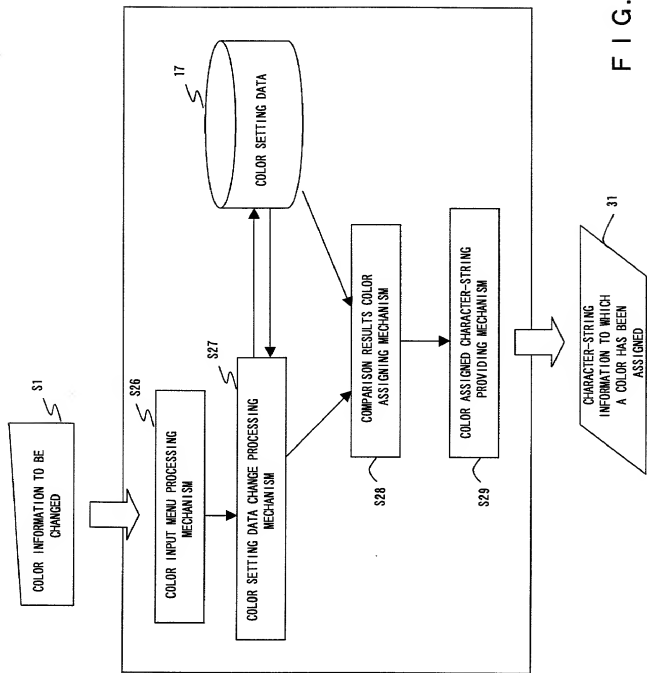 S1
COLOR INFORMATION TO BE
CHANGED
S26
COLOR INPUT MENU PROCESSING
MECHANISM
S27
COLOR SETTING DATA CHANGE PROCESSING
MECHANISM
17
COLOR SETTING DATA
COMPARISON RESULTS COLOR
ASSIGNING MECHANISM
S28
COLOR ASSIGNED CHARACTER-STRING
PROVIDING MECHANISM
S29
31
CHARACTER-STRING
INFORMATION TO WHICH
A COLOR HAS BEEN
ASSIGNED
FIG.